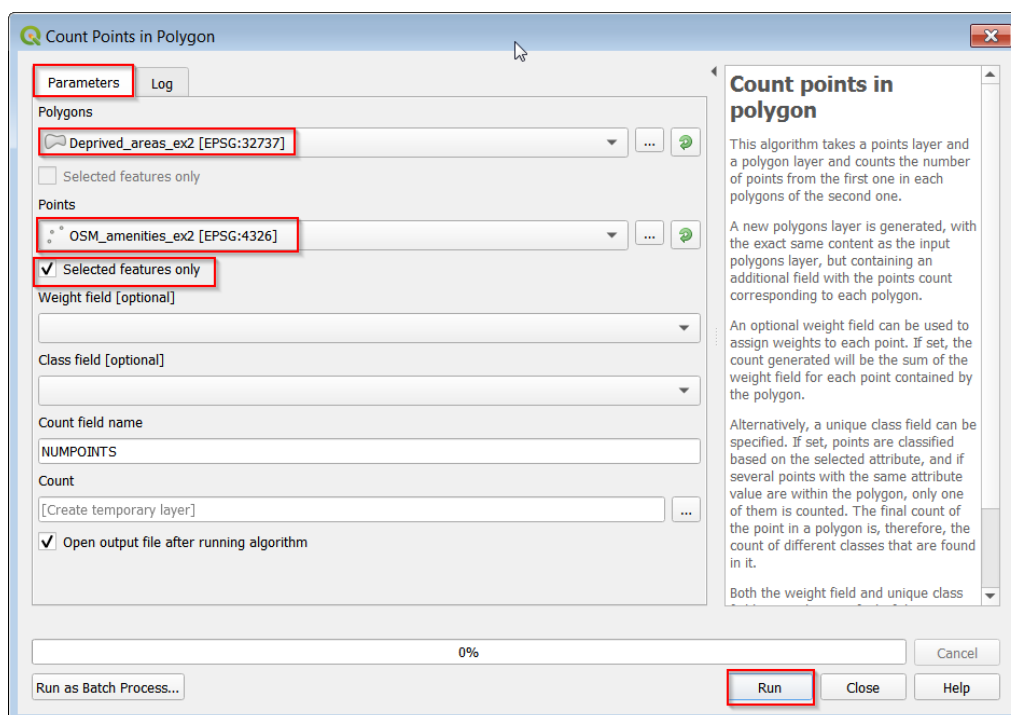 Count Points in Polygon
Parameters
Log
Polygons
Deprived_areas_ex2 [EPSG:32737]
...
Selected features only
Points
OSM_amenities_ex2 [EPSG:4326]
...
Selected features only
Weight field [optional]
Class field [optional]
Count field name
NUMPOINTS
Count
[Create temporary layer]
...
Open output file after running algorithm
Count points in
polygon
This algorithm takes a points layer and
a polygon layer and counts the number
of points from the first one in each
polygons of the second one.
A new polygons layer is generated, with
the exact same content as the input
polygons layer, but containing an
additional field with the points count
corresponding to each polygon.
An optional weight field can be used to
assign weights to each point. If set, the
count generated will be the sum of the
weight field for each point contained by
the polygon.
Alternatively, a unique class field can be
specified. If set, points are classified
based on the selected attribute, and if
several points with the same attribute
value are within the polygon, only one
of them is counted. The final count of
the point in a polygon is, therefore, the
count of different classes that are found
in it.
Both the weight field and unique class
0%
Cancel
Run as Batch Process...
Run
Close
Help